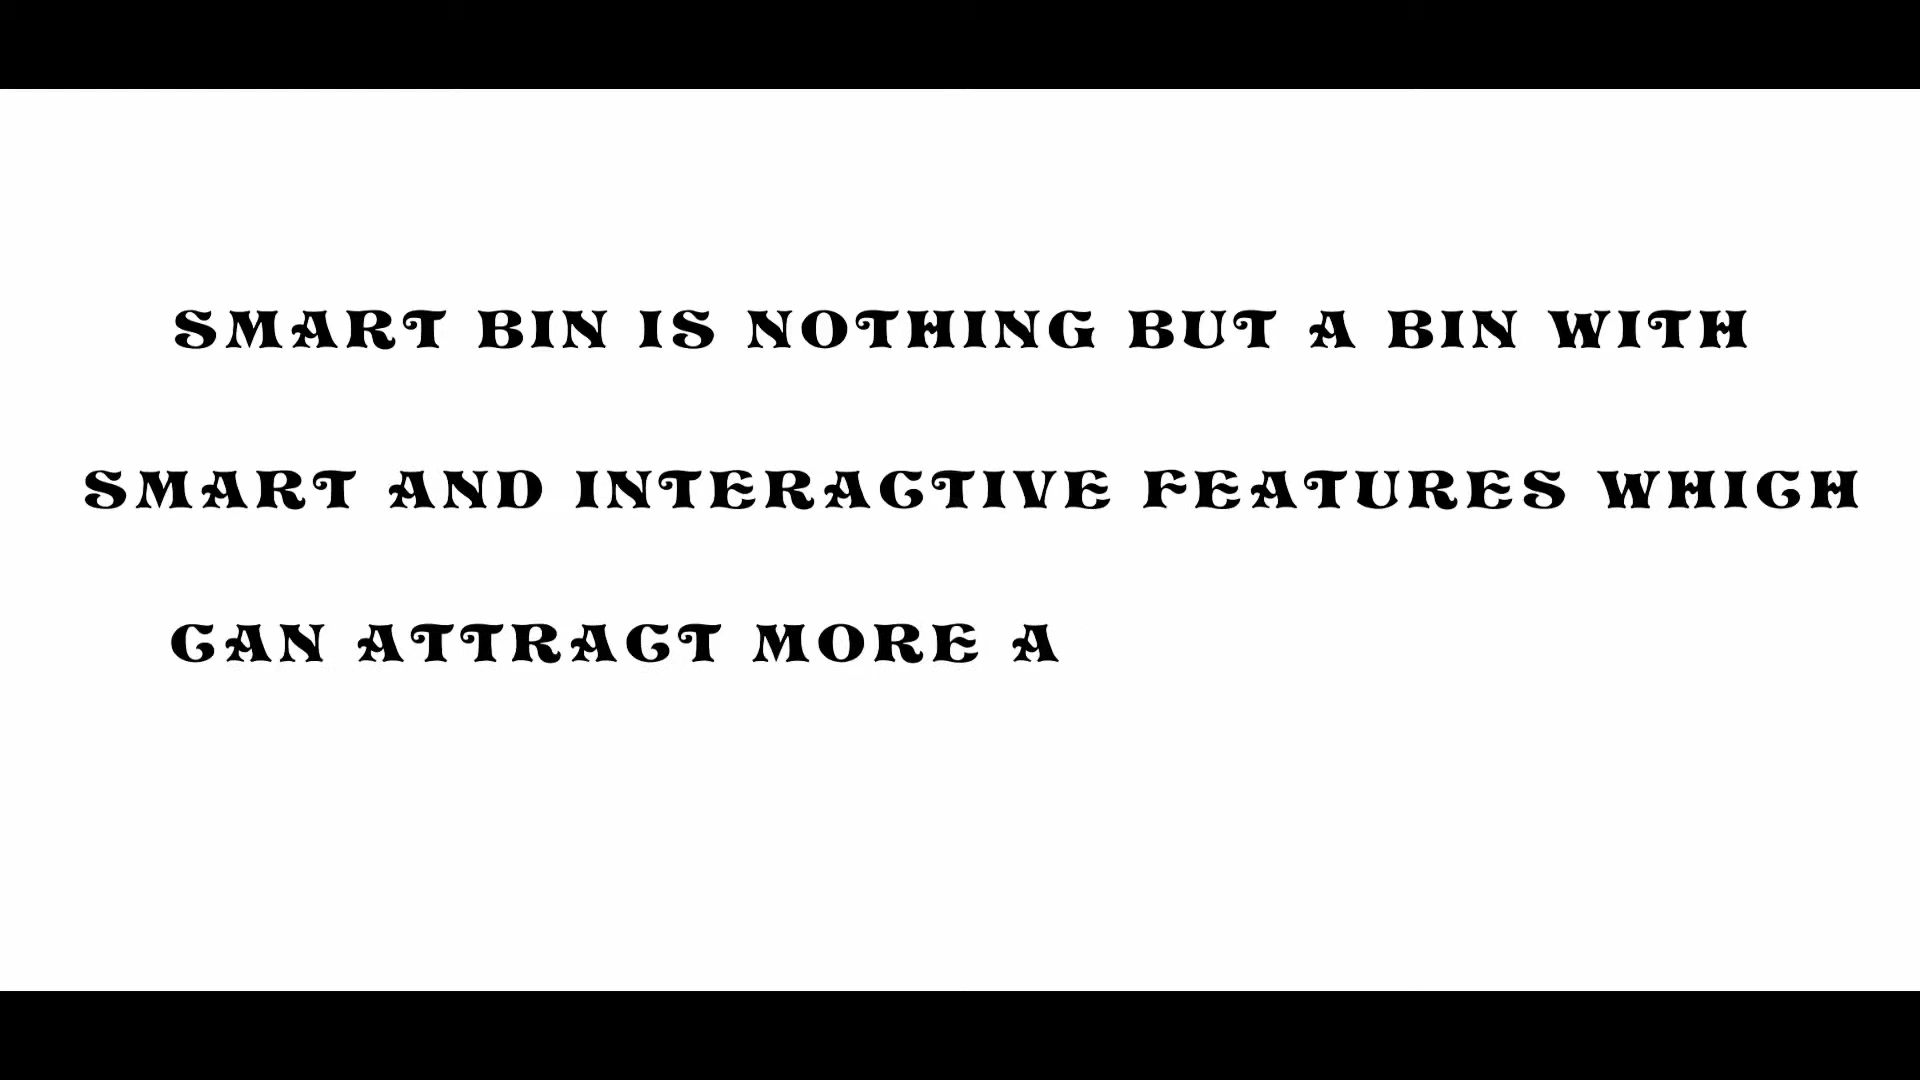 SMART BIN IS NOTHING BUT A BIN WITH
SMART AND INTERACTIVE FEATURES WHICH
CAN ATTRACT MORE A